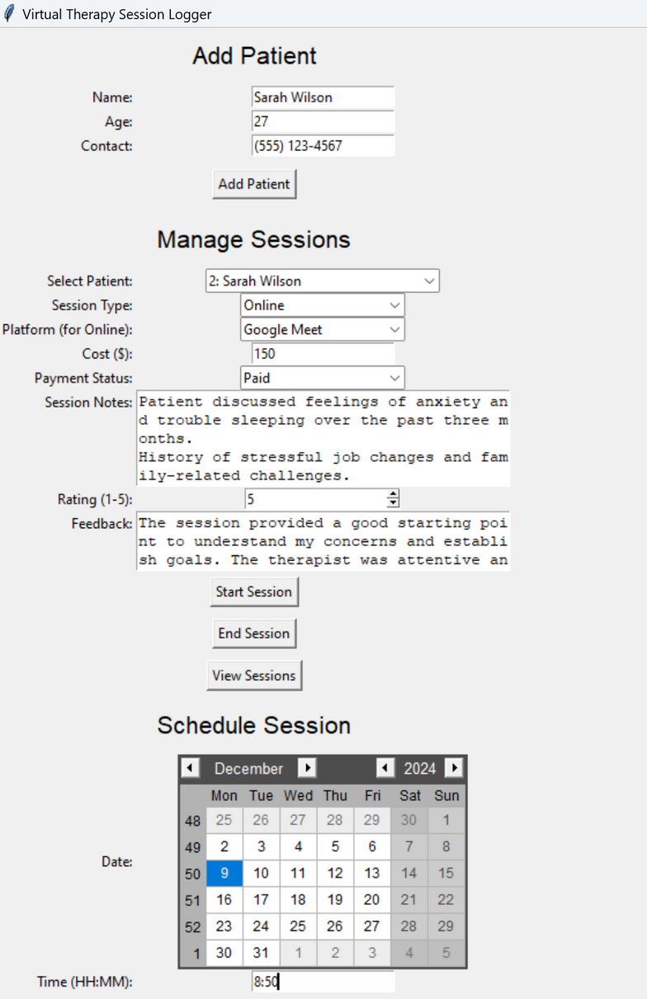 Virtual Therapy Session Logger
Add Patient
Name: Sarah Wilson
Age: 27
Contact: (555) 123-4567
Add Patient
Manage Sessions
Select Patient: 2: Sarah Wilson
Session Type: Online
Platform (for Online): Google Meet
Cost ($): 150
Payment Status: Paid
Session Notes: Patient discussed feelings of anxiety an
d trouble sleeping over the past three m
onths.
History of stressful job changes and fam
ily-related challenges.
Rating (1-5): 5
Feedback: The session provided a good starting poi
nt to understand my concerns and establi
sh goals. The therapist was attentive an
Start Session
End Session
View Sessions
Schedule Session
December 2024
Mon Tue Wed Thu Fri Sat Sun
48 25 26 27 28 29 30 1
49 2 3 4 5 6 7 8
Date:
50 9 10 11 12 13 14 15
51 16 17 18 19 20 21 22
52 23 24 25 26 27 28 29
1 30 31 1 2 3 4 5
Time (HH:MM): 8:50